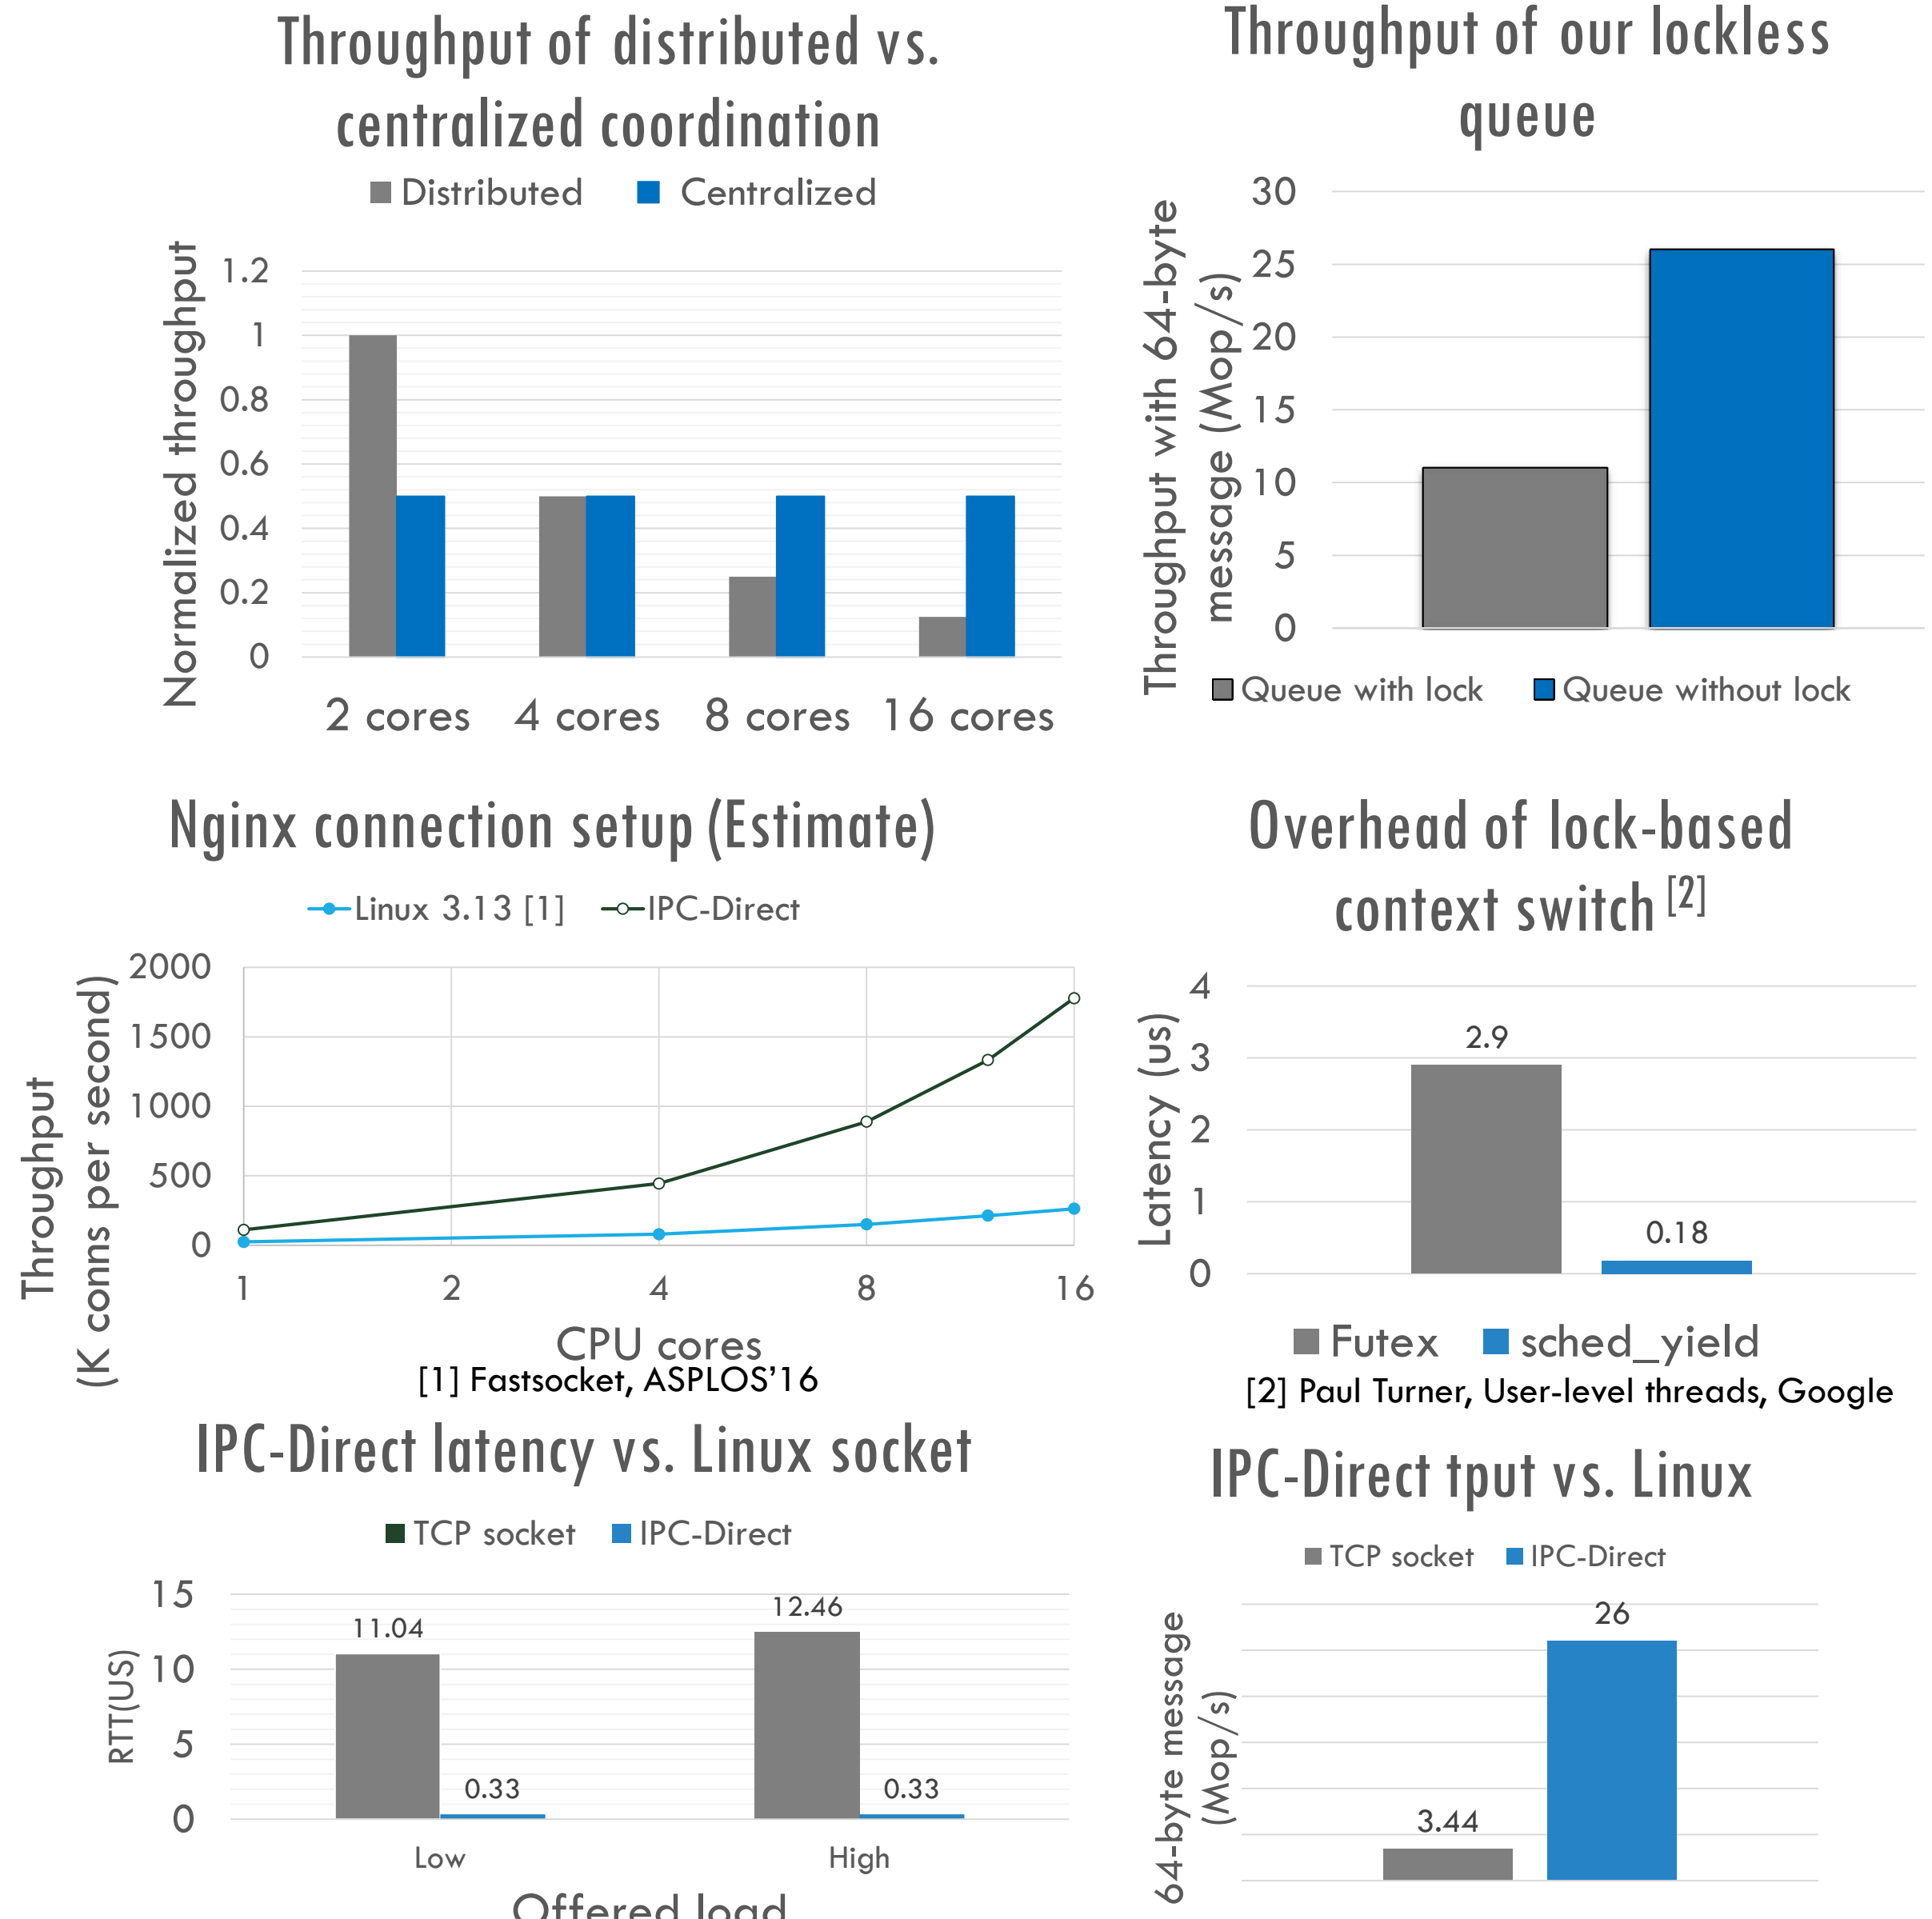 Throughput of distributed vs.
centralized coordination
Distributed Centralized
Normalized throughput
1.2
1
0.8
0.6
0.4
0.2
0
2 cores 4 cores 8 cores 16 cores
Throughput of our lockless
queue
Throughput with 64-byte
message (Mop/s)
30
25
20
15
10
5
0
Queue with lock Queue without lock
Nginx connection setup (Estimate)
Linux 3.13 [1] IPC-Direct
Throughput
(K conns per second)
2000
1500
1000
500
0
1 2 4 8 16
CPU cores
[1] Fastsocket, ASPLOS’16
Overhead of lock-based
context switch [2]
Latency (us)
4
3
2
1
0
2.9
0.18
Futex sched_yield
[2] Paul Turner, User-level threads, Google
IPC-Direct latency vs. Linux socket
TCP socket IPC-Direct
RTT(US)
15
10
5
0
11.04
0.33
12.46
0.33
Low High
Offered load
IPC-Direct tput vs. Linux
TCP socket IPC-Direct
64-byte message
(Mop/s)
3.44
26